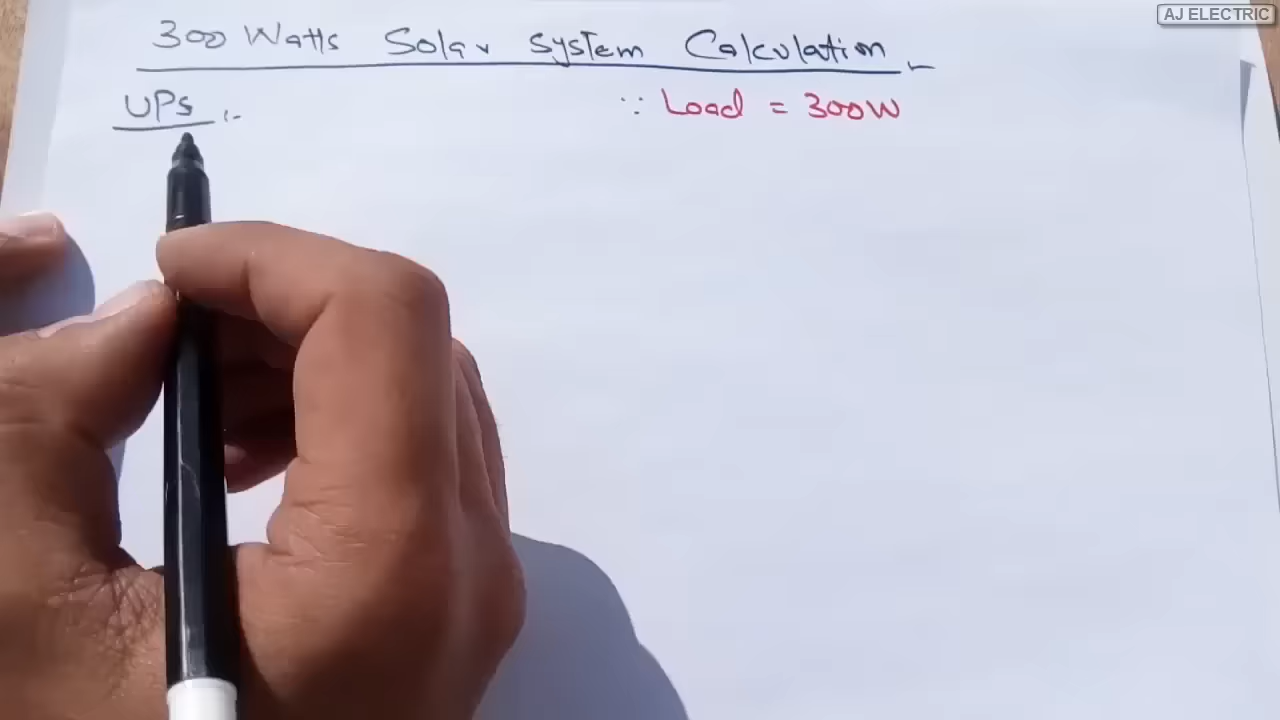 AJ ELECTRIC
300 Watts Solar System Calculation
UPS :-
∵ Load = 300W